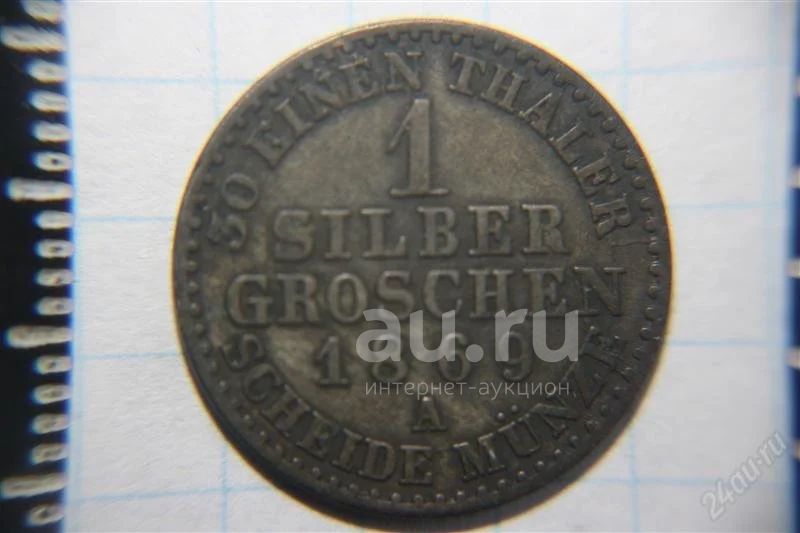 30 EINEN THALER
1
SILBER
GROSCHEN
1869
A
SCHEIDE MÜNZE
au.ru
интернет-аукцион
24au.ru